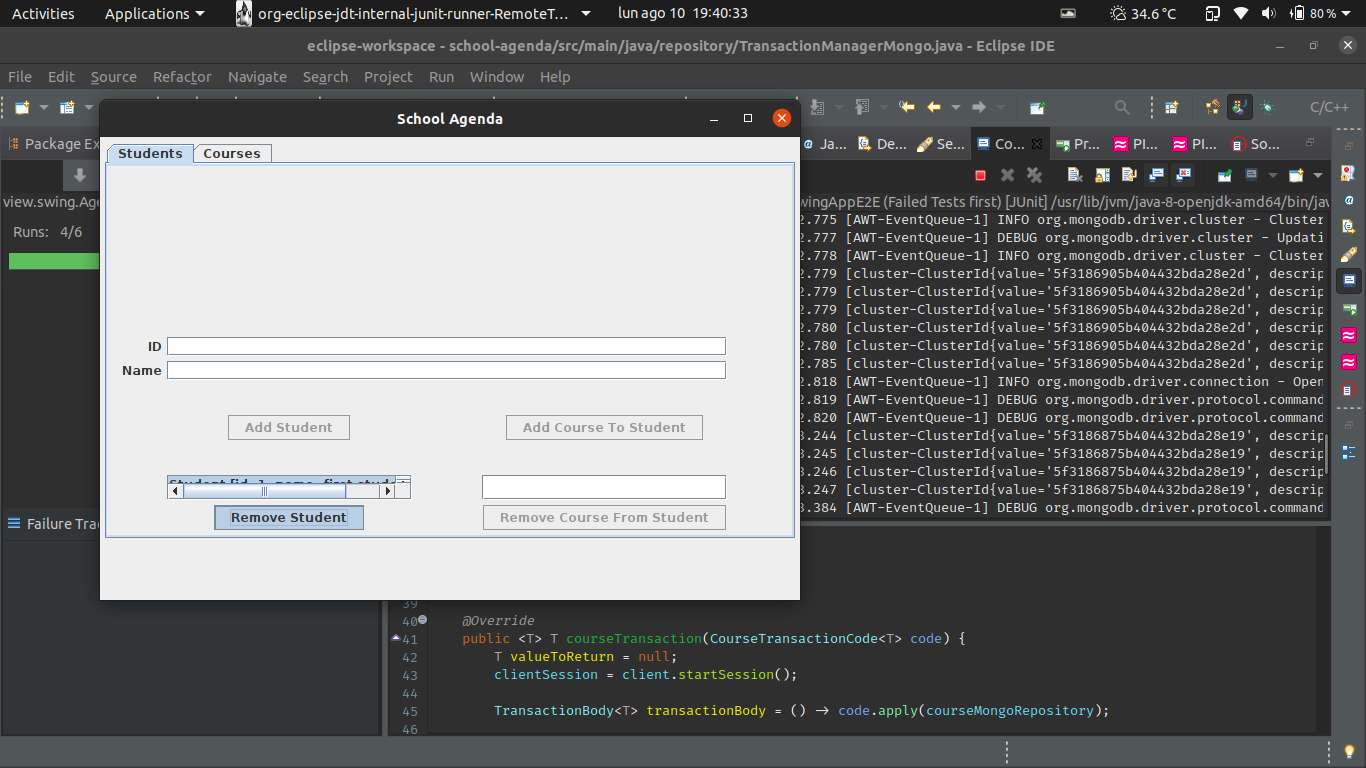 Activities Applications org-eclipse-jdt-internal-junit-runner-RemoteT... lun ago 10 19:40:33 34.6 °C 80 %
eclipse-workspace - school-agenda/src/main/java/repository/TransactionManagerMongo.java - Eclipse IDE
File Edit Source Refactor Navigate Search Project Run Window Help
C/C++
School Agenda
Package Ex
Ja... De... Se... Co... Pr... PI... PI... So...
Students Courses
view.swing.Age
wingAppE2E (Failed Tests first) [JUnit] /usr/lib/jvm/java-8-openjdk-amd64/bin/jav
Runs: 4/6
2.775 [AWT-EventQueue-1] INFO org.mongodb.driver.cluster - Cluster
2.777 [AWT-EventQueue-1] DEBUG org.mongodb.driver.cluster - Updati
2.778 [AWT-EventQueue-1] INFO org.mongodb.driver.cluster - Cluster
2.779 [cluster-ClusterId{value='5f3186905b404432bda28e2d', descrip
2.779 [cluster-ClusterId{value='5f3186905b404432bda28e2d', descrip
2.779 [cluster-ClusterId{value='5f3186905b404432bda28e2d', descrip
2.780 [cluster-ClusterId{value='5f3186905b404432bda28e2d', descrip
2.780 [cluster-ClusterId{value='5f3186905b404432bda28e2d', descrip
2.785 [cluster-ClusterId{value='5f3186905b404432bda28e2d', descrip
2.818 [AWT-EventQueue-1] INFO org.mongodb.driver.connection - Open
2.819 [AWT-EventQueue-1] DEBUG org.mongodb.driver.protocol.command
2.820 [AWT-EventQueue-1] DEBUG org.mongodb.driver.protocol.command
3.244 [cluster-ClusterId{value='5f3186875b404432bda28e19', descrip
3.245 [cluster-ClusterId{value='5f3186875b404432bda28e19', descrip
3.246 [cluster-ClusterId{value='5f3186875b404432bda28e19', descrip
3.247 [cluster-ClusterId{value='5f3186875b404432bda28e19', descrip
3.384 [AWT-EventQueue-1] DEBUG org.mongodb.driver.protocol.command
ID
Name
Add Student Add Course To Student
Remove Student Remove Course From Student
Failure Trac
39
40 @Override
41 public <T> T courseTransaction(CourseTransactionCode<T> code) {
42 T valueToReturn = null;
43 clientSession = client.startSession();
44
45 TransactionBody<T> transactionBody = () → code.apply(courseMongoRepository);
46